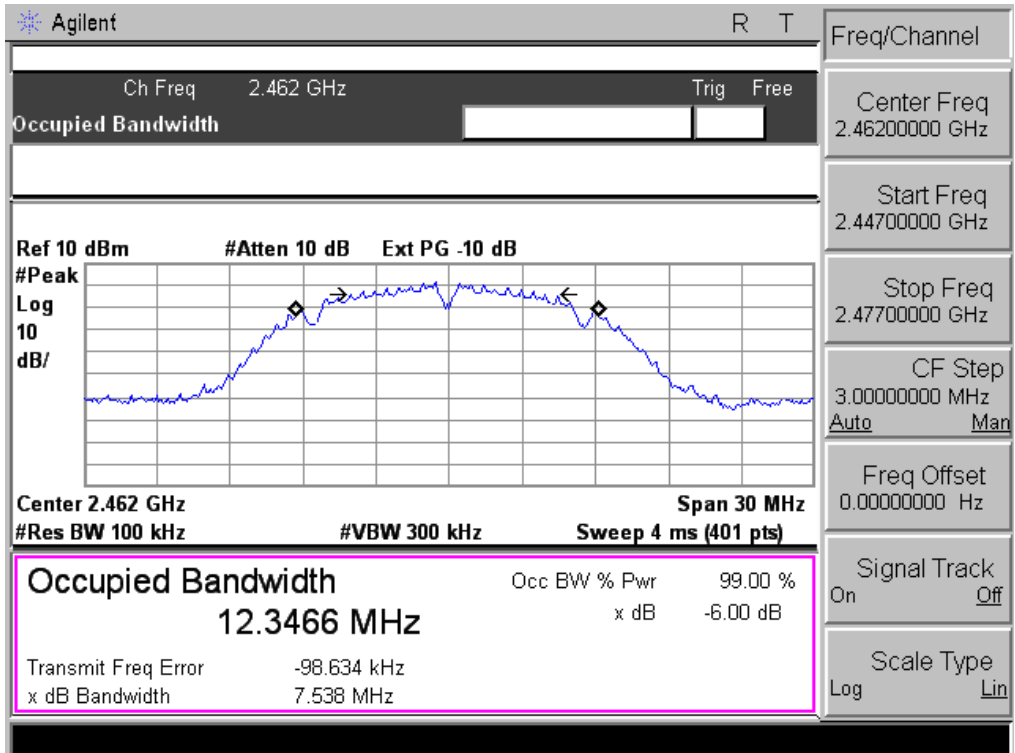 Agilent R T
Ch Freq 2.462 GHz Trig Free
Occupied Bandwidth
Ref 10 dBm #Atten 10 dB Ext PG -10 dB
#Peak
Log
10
dB/
Center 2.462 GHz Span 30 MHz
#Res BW 100 kHz #VBW 300 kHz Sweep 4 ms (401 pts)
Occupied Bandwidth
12.3466 MHz
Occ BW % Pwr 99.00 %
x dB -6.00 dB
Transmit Freq Error -98.634 kHz
x dB Bandwidth 7.538 MHz
Freq/Channel
Center Freq
2.46200000 GHz
Start Freq
2.44700000 GHz
Stop Freq
2.47700000 GHz
CF Step
3.00000000 MHz
Auto Man
Freq Offset
0.00000000 Hz
Signal Track
On Off
Scale Type
Log Lin